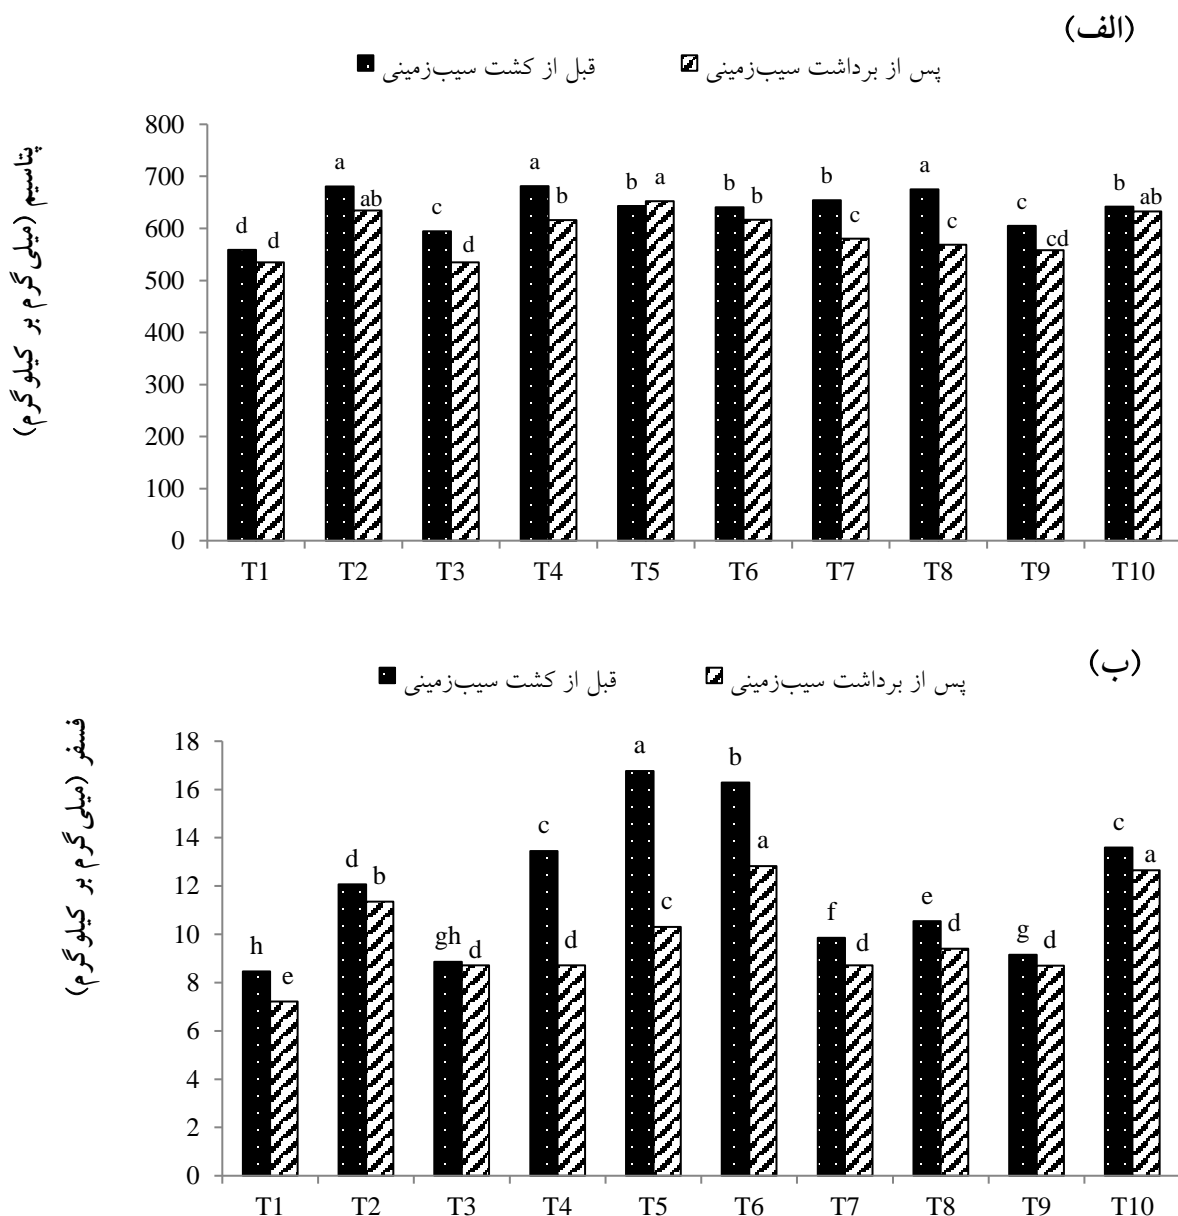 (الف)
قبل از کشت سیب‌زمینی پس از برداشت سیب‌زمینی
پتاسیم (میلی‌گرم بر کیلوگرم)
800
700
600
500
400
300
200
100
0
d d a ab c d a b b a b b b c a c c cd b ab
T1 T2 T3 T4 T5 T6 T7 T8 T9 T10
(ب)
قبل از کشت سیب‌زمینی پس از برداشت سیب‌زمینی
فسفر (میلی‌گرم بر کیلوگرم)
18
16
14
12
10
8
6
4
2
0
h e d b gh d c d a c b a f d e d g d c a
T1 T2 T3 T4 T5 T6 T7 T8 T9 T10